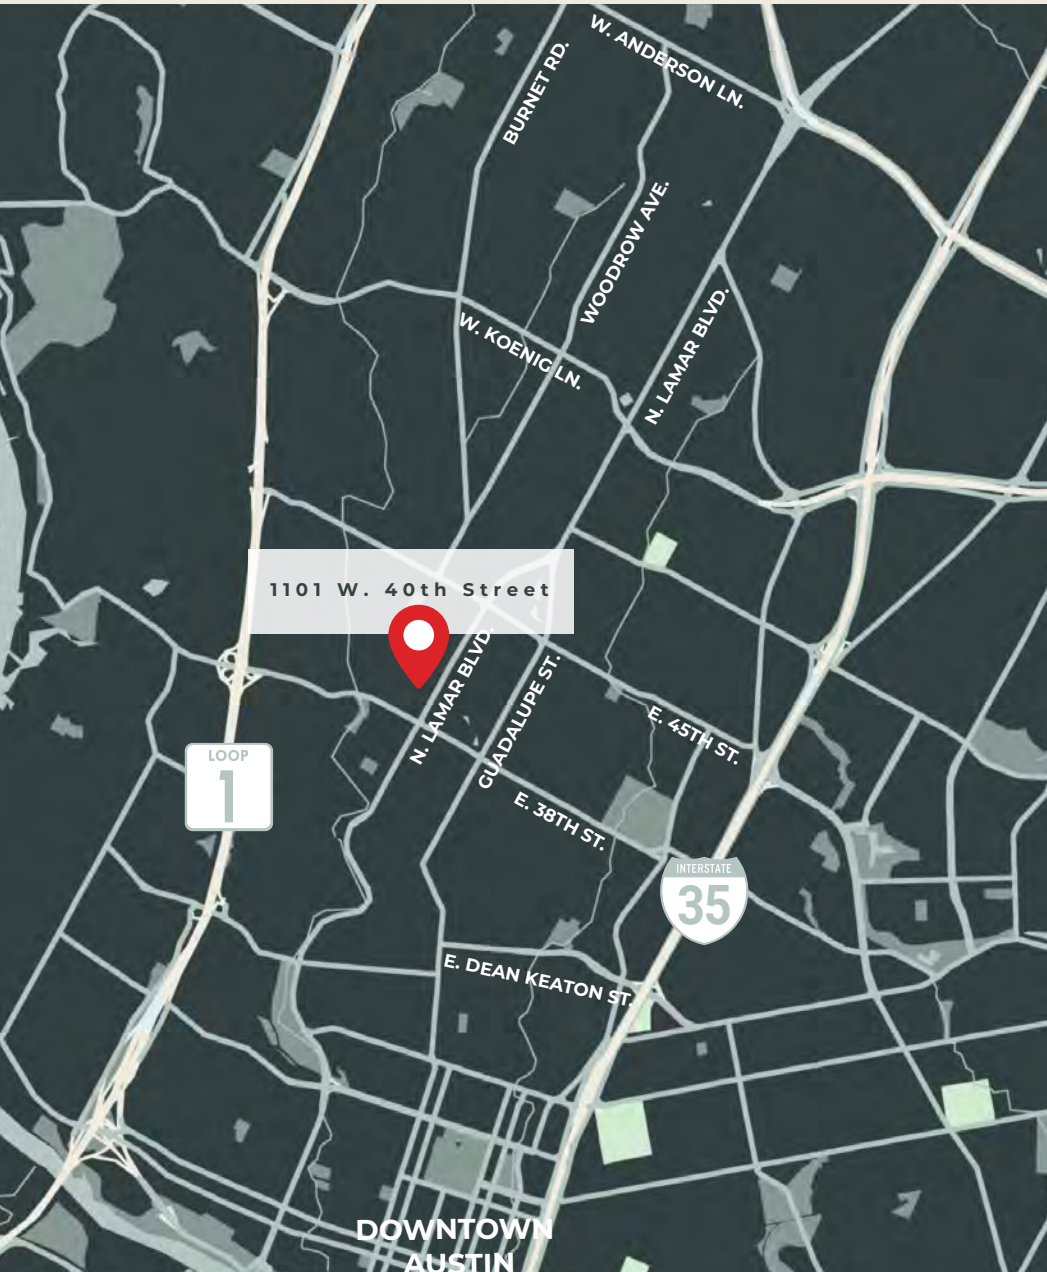 W. ANDERSON LN.
BURNET RD.
WOODROW AVE.
N. LAMAR BLVD.
W. KOENIG LN.
1101 W. 40th Street
N. LAMAR BLVD.
GUADALUPE ST.
E. 45TH ST.
LOOP
1
E. 38TH ST.
INTERSTATE
35
E. DEAN KEATON ST.
DOWNTOWN
AUSTIN